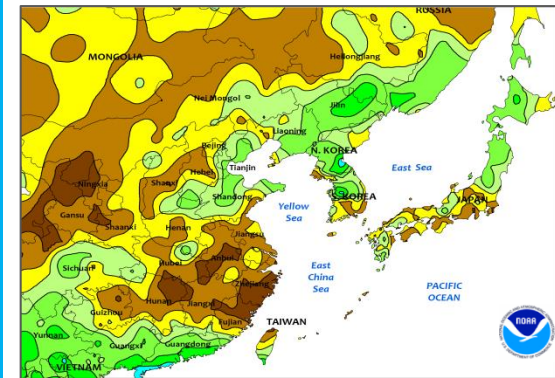 RUSSIA
MONGOLIA
Heilongjiang
Nei Mongol
Jilin
Liaoning
Beijing
N. KOREA
East Sea
Tianjin
Hebei
Ningxia
Shanxi
S. KOREA
JAPAN
Shandong
Yellow
Sea
Gansu
Shaanxi
Henan
Jiangsu
Sichuan
Hubei
Anhui
East
China
Sea
Zhejiang
PACIFIC
OCEAN
Hunan
Jiangxi
Guizhou
Fujian
TAIWAN
Yunnan
Guangxi
Guangdong
VIETNAM
NOAA